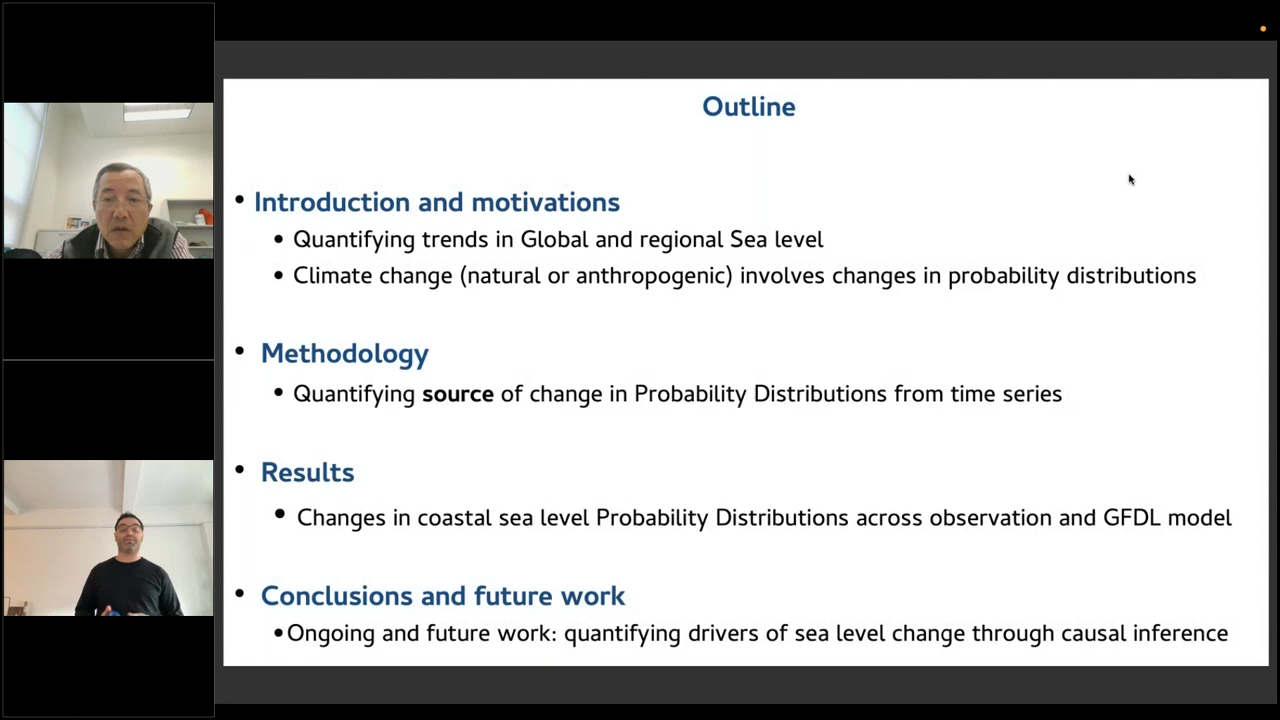 Outline
• Introduction and motivations
• Quantifying trends in Global and regional Sea level
• Climate change (natural or anthropogenic) involves changes in probability distributions
• Methodology
• Quantifying source of change in Probability Distributions from time series
• Results
• Changes in coastal sea level Probability Distributions across observation and GFDL model
• Conclusions and future work
•Ongoing and future work: quantifying drivers of sea level change through causal inference